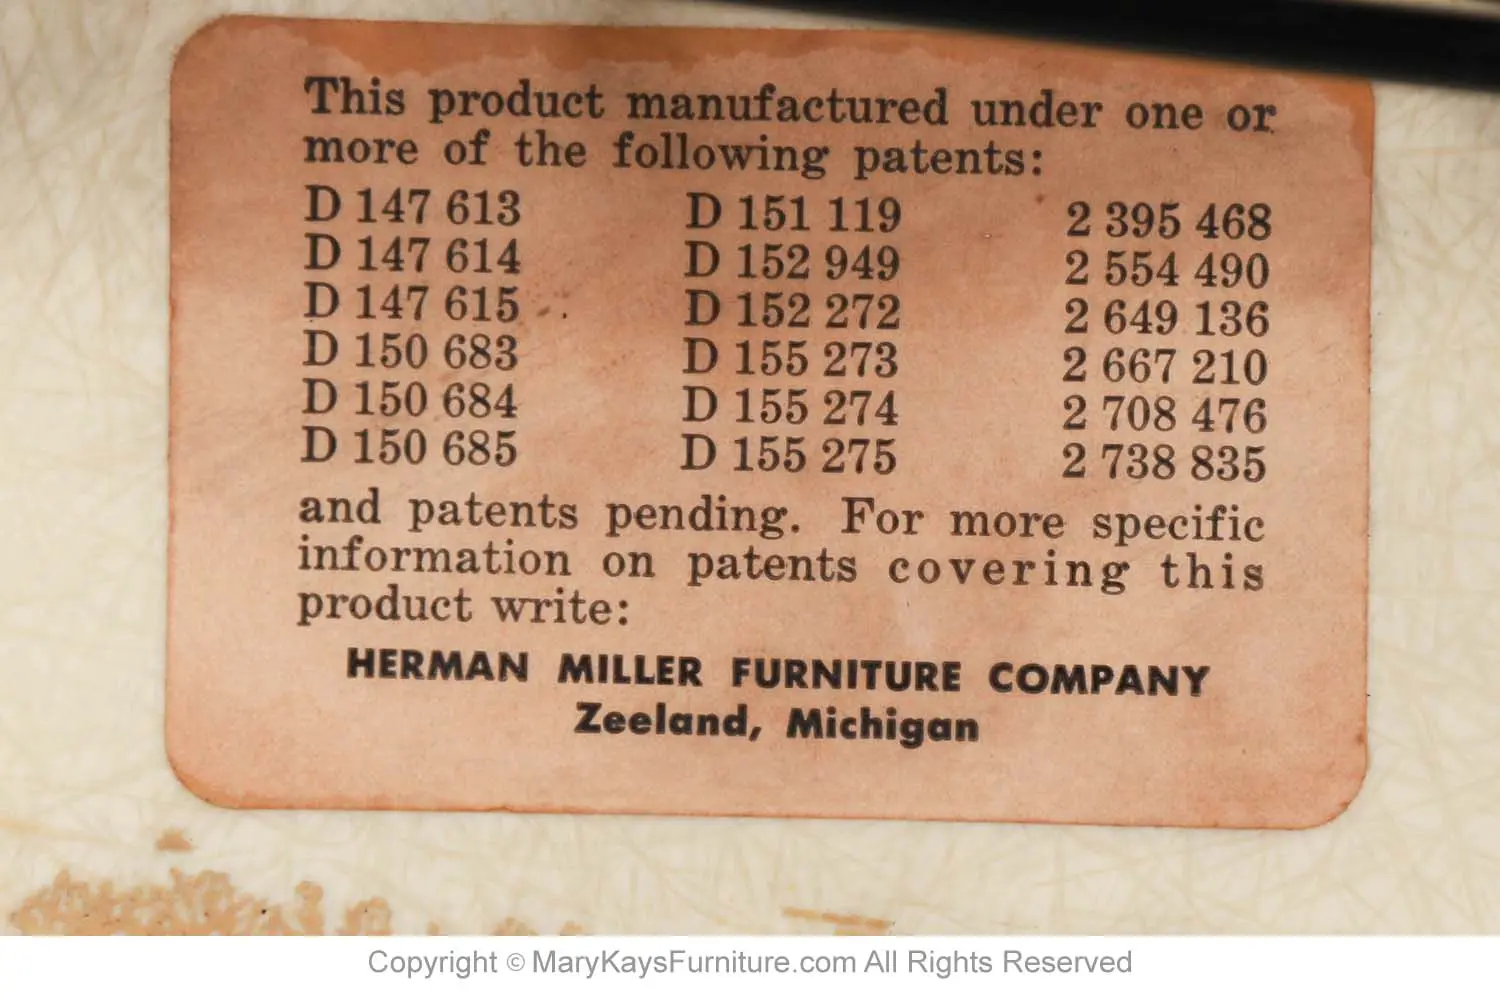 This product manufactured under one or
more of the following patents:
D 147 613 D 151 119 2 395 468
D 147 614 D 152 949 2 554 490
D 147 615 D 152 272 2 649 136
D 150 683 D 155 273 2 667 210
D 150 684 D 155 274 2 708 476
D 150 685 D 155 275 2 738 835
and patents pending. For more specific
information on patents covering this
product write:
HERMAN MILLER FURNITURE COMPANY
Zeeland, Michigan
Copyright © MaryKaysFurniture.com All Rights Reserved